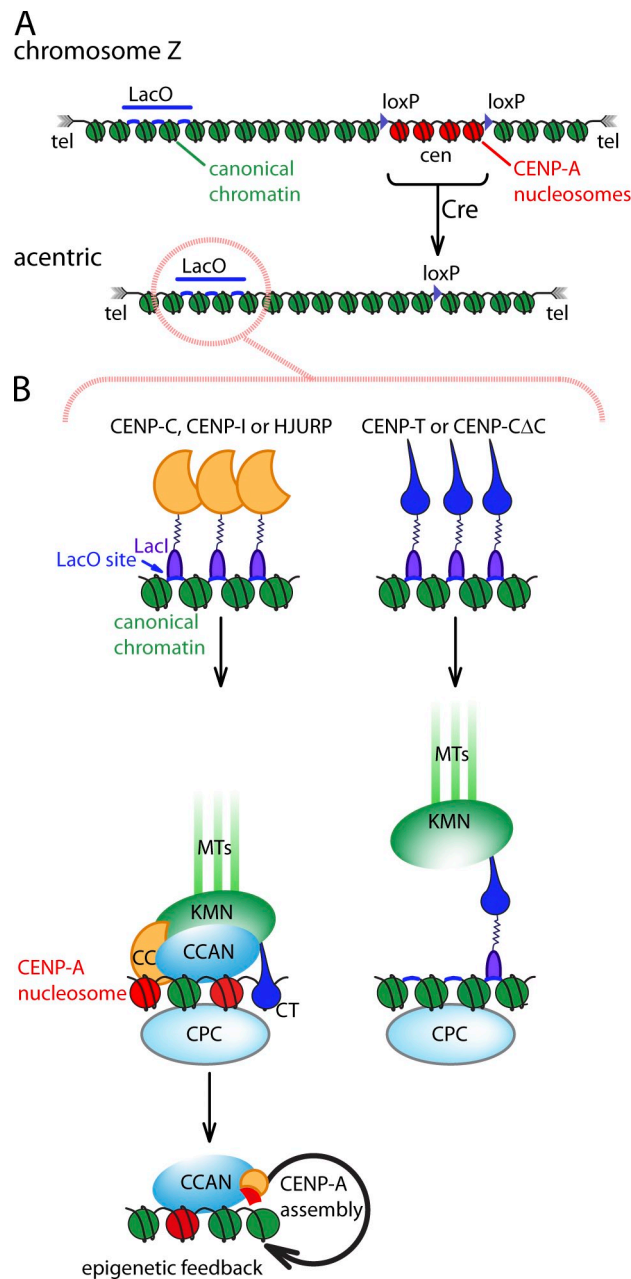 A
chromosome Z
LacO
loxP
loxP
tel
tel
cen
canonical
chromatin
CENP-A
nucleosomes
Cre
acentric
LacO
loxP
tel
tel
B
CENP-C, CENP-I or HJURP
CENP-T or CENP-CΔC
LacI
LacO site
canonical
chromatin
MTs
KMN
MTs
KMN
CC
CCAN
CENP-A
nucleosome
CT
CPC
CPC
CCAN
CENP-A
assembly
epigenetic feedback